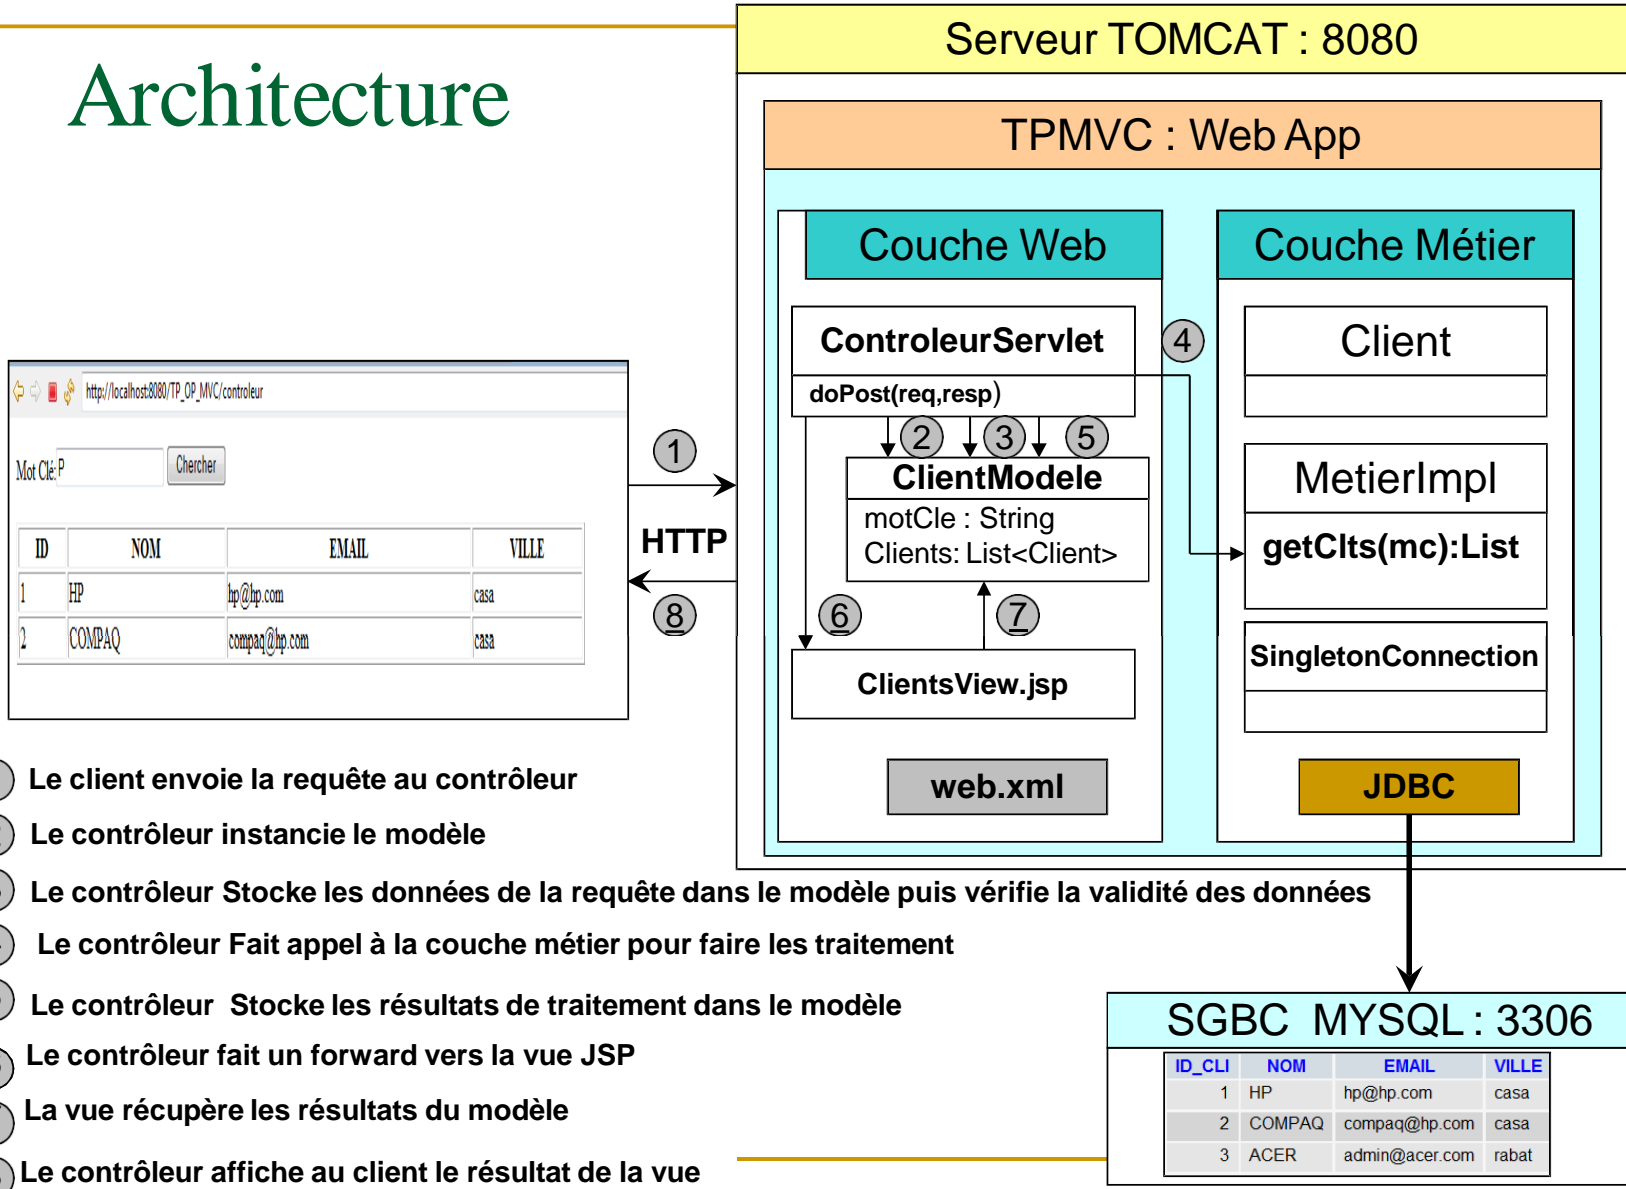 Architecture
Serveur TOMCAT : 8080
TPMVC : Web App
Couche Web
Couche Métier
ControleurServlet
doPost(req,resp)
4
Client
2
3
5
ClientModele
motCle : String
Clients: List<Client>
MetierImpl
getClts(mc):List
6
7
ClientsView.jsp
SingletonConnection
web.xml
JDBC
http://localhost:8080/TP_OP_MVC/controleur
Mot Clé: P
Chercher
ID NOM EMAIL VILLE
1 HP hp@hp.com casa
2 COMPAQ compaq@hp.com casa
1
HTTP
8
Le client envoie la requête au contrôleur
Le contrôleur instancie le modèle
Le contrôleur Stocke les données de la requête dans le modèle puis vérifie la validité des données
Le contrôleur Fait appel à la couche métier pour faire les traitement
Le contrôleur Stocke les résultats de traitement dans le modèle
Le contrôleur fait un forward vers la vue JSP
La vue récupère les résultats du modèle
Le contrôleur affiche au client le résultat de la vue
SGBC MYSQL : 3306
ID_CLI NOM EMAIL VILLE
1 HP hp@hp.com casa
2 COMPAQ compaq@hp.com casa
3 ACER admin@acer.com rabat